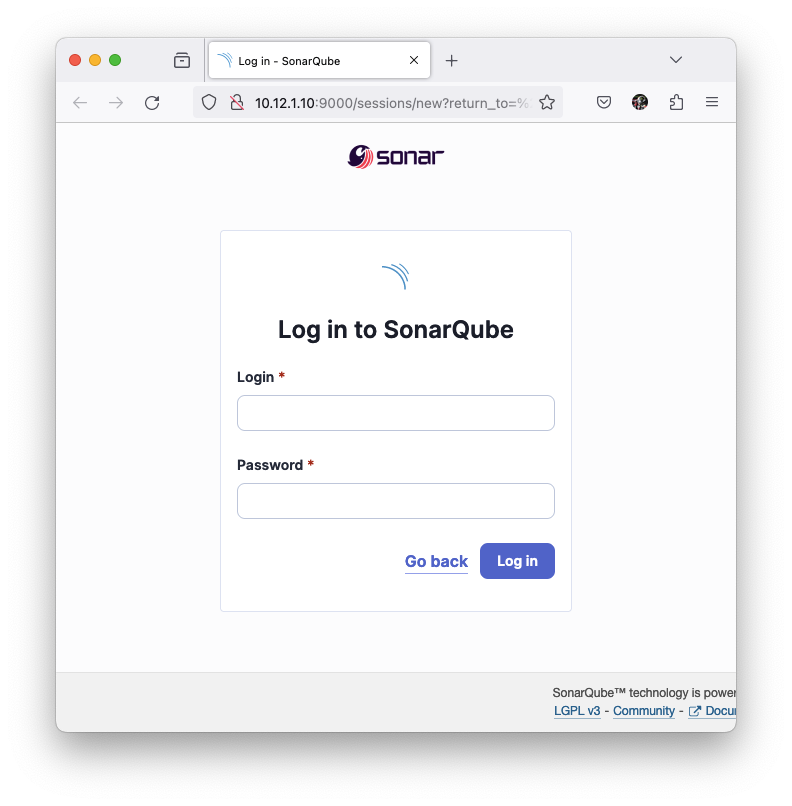 Log in - SonarQube
10.12.1.10:9000/sessions/new?return_to=%
sonar
Log in to SonarQube
Login *
Password *
Go back
Log in
SonarQube™ technology is power
LGPL v3 - Community - Docu